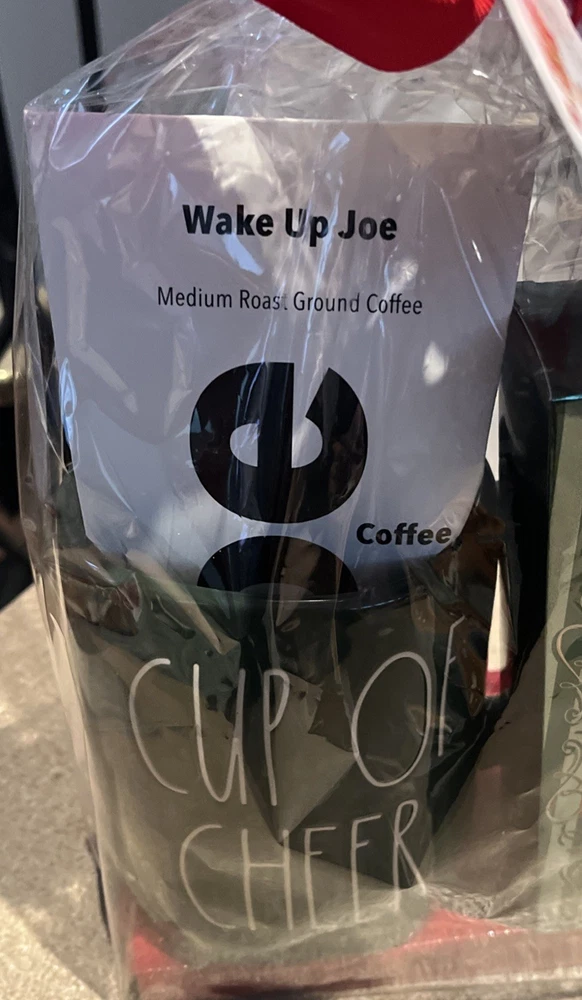 Wake Up Joe
Medium Roast Ground Coffee
Coffee
CUP OF
CHEER